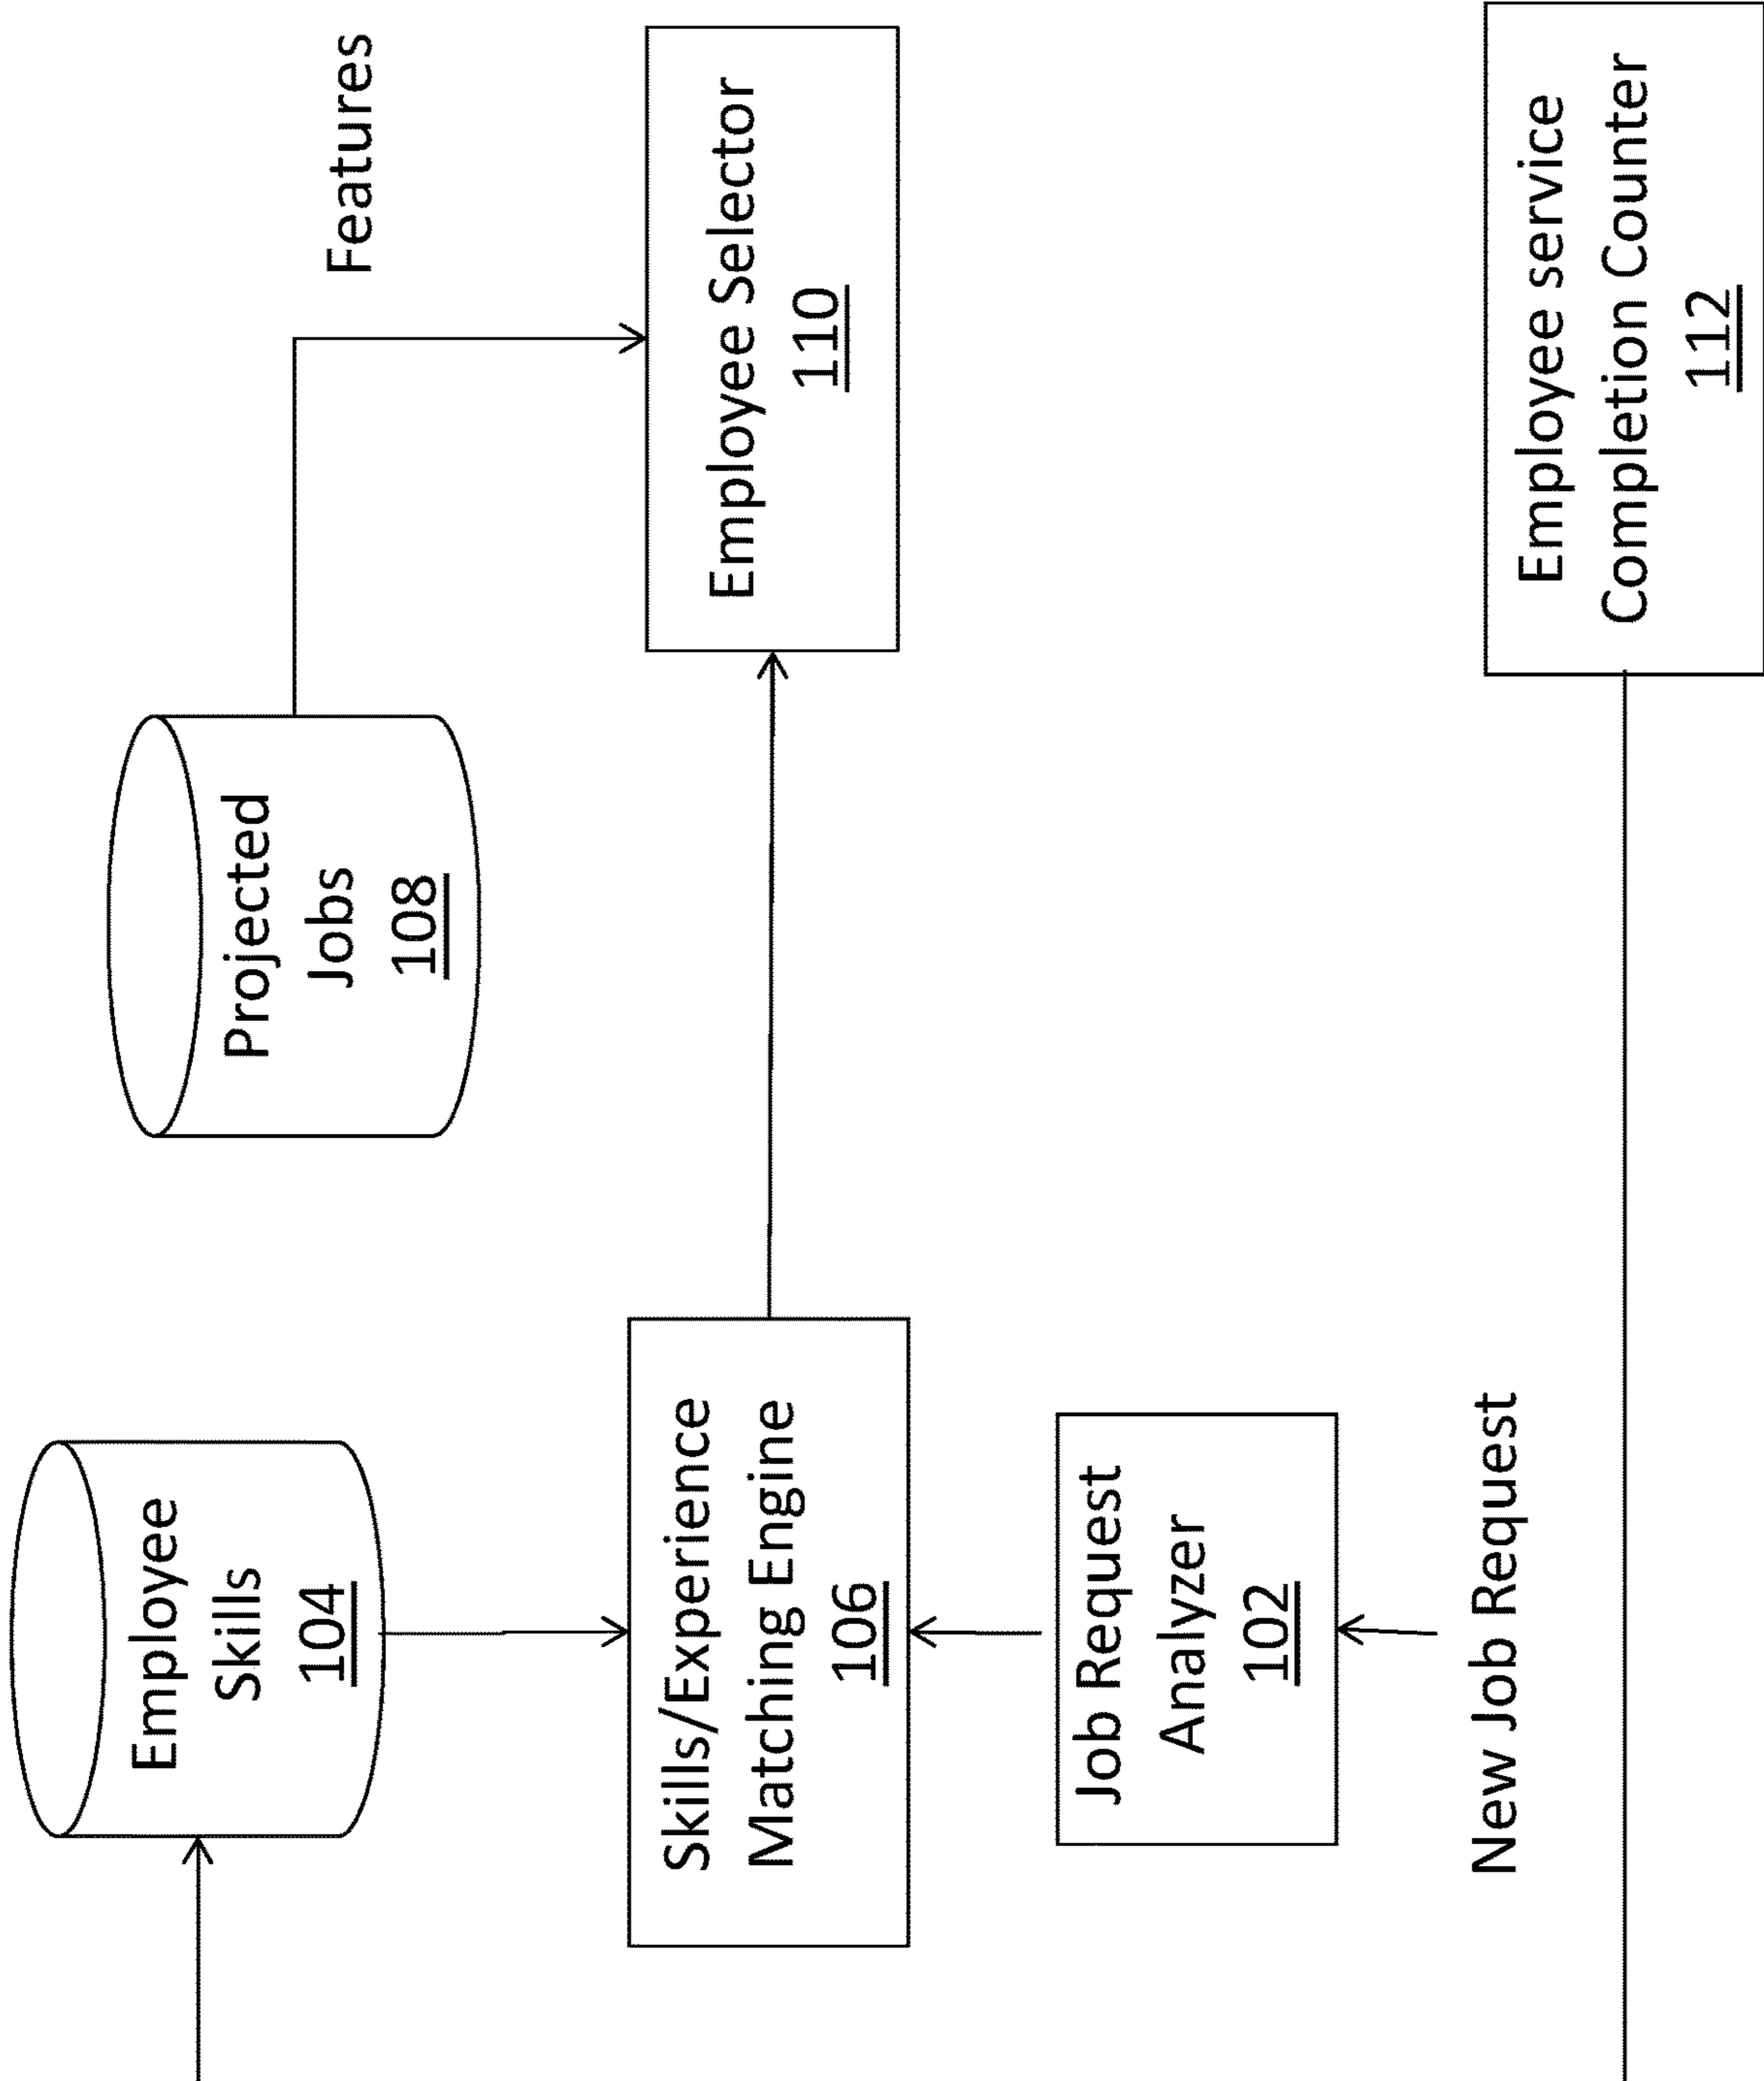 Employee
Skills
104
Projected
Jobs
108
Features
Skills/Experience
Matching Engine
106
Employee Selector
110
Job Request
Analyzer
102
New Job Request
Employee service
Completion Counter
112